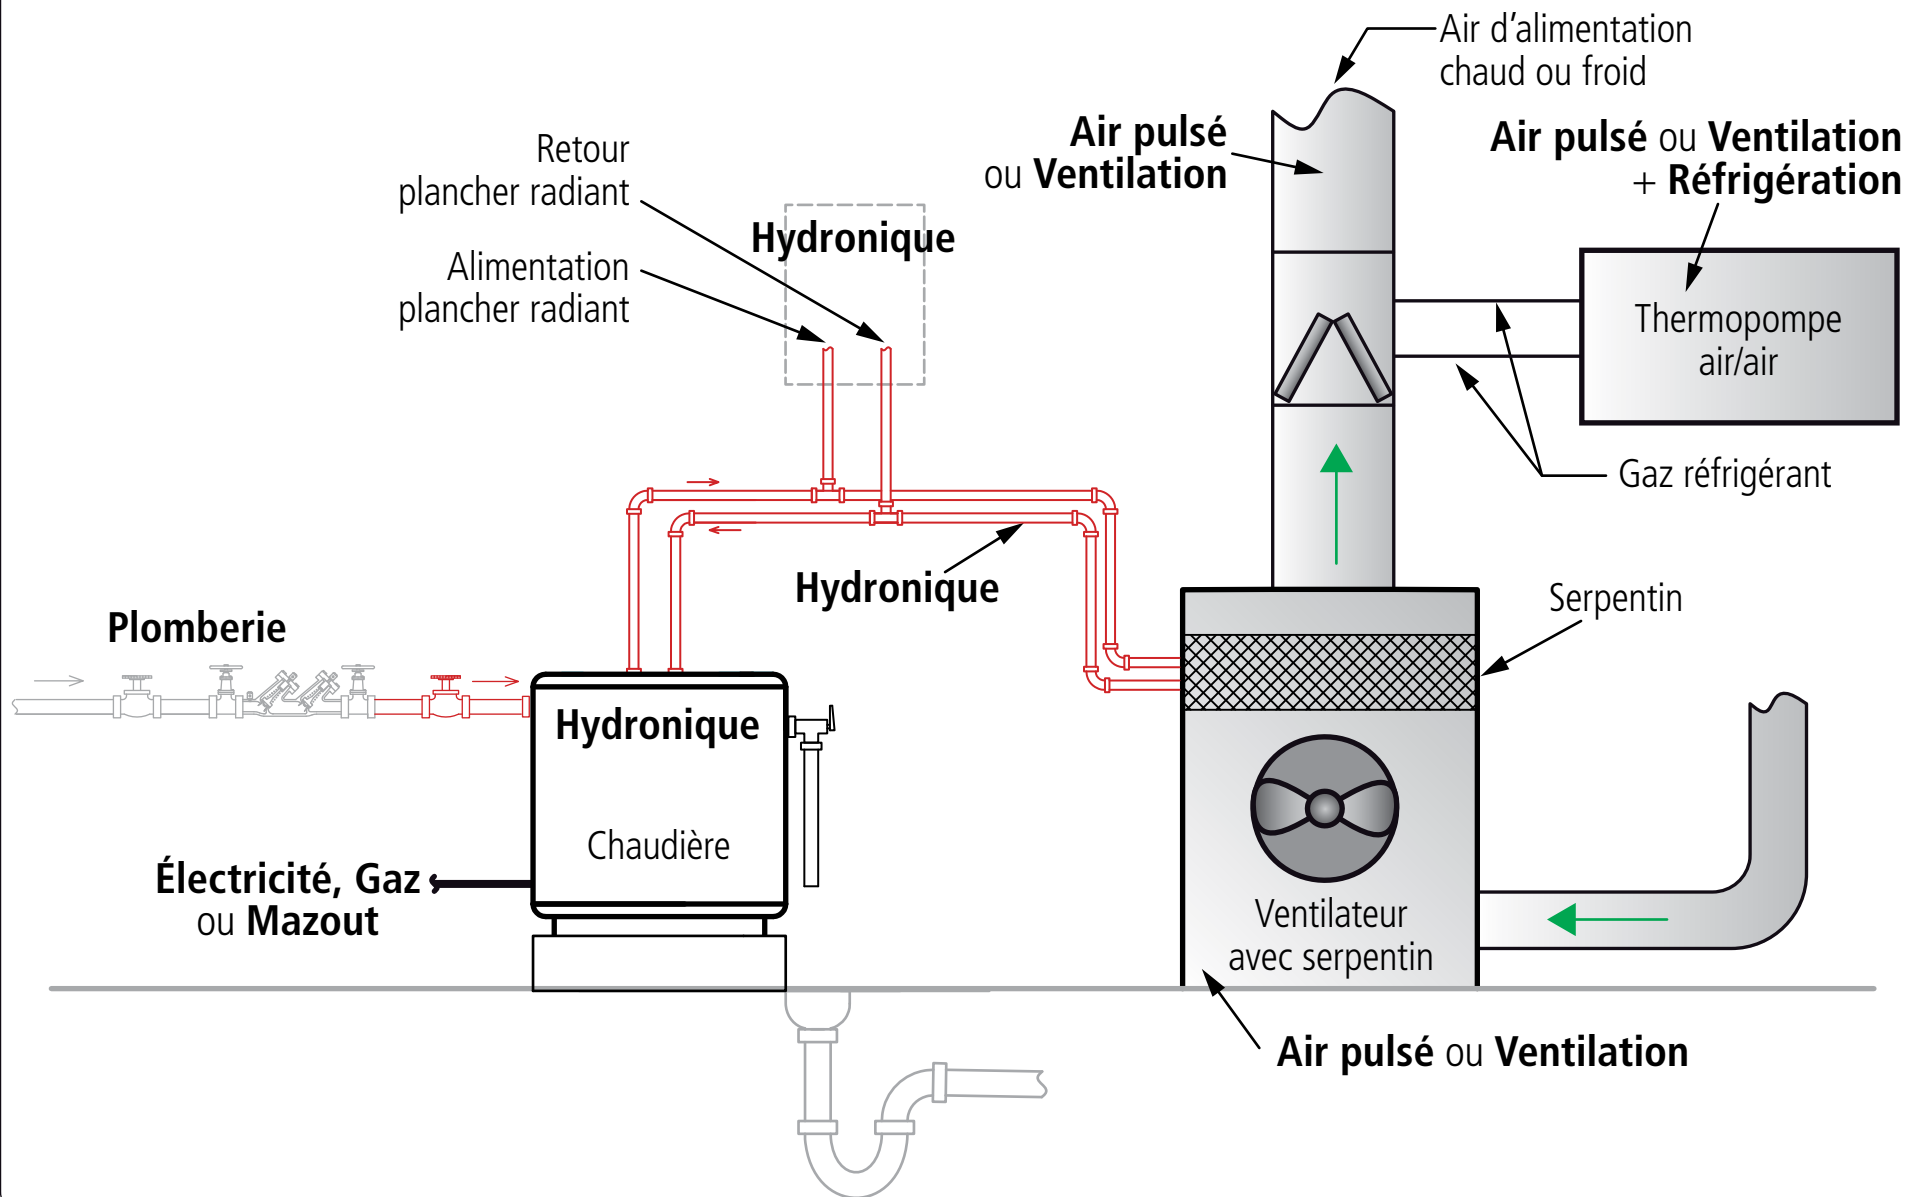 Air d’alimentation
chaud ou froid
Air pulsé
ou Ventilation
Air pulsé ou Ventilation
+ Réfrigération
Retour
plancher radiant
Hydronique
Alimentation
plancher radiant
Thermopompe
air/air
Gaz réfrigérant
Hydronique
Serpentin
Plomberie
Hydronique
Chaudière
Électricité, Gaz
ou Mazout
Ventilateur
avec serpentin
Air pulsé ou Ventilation